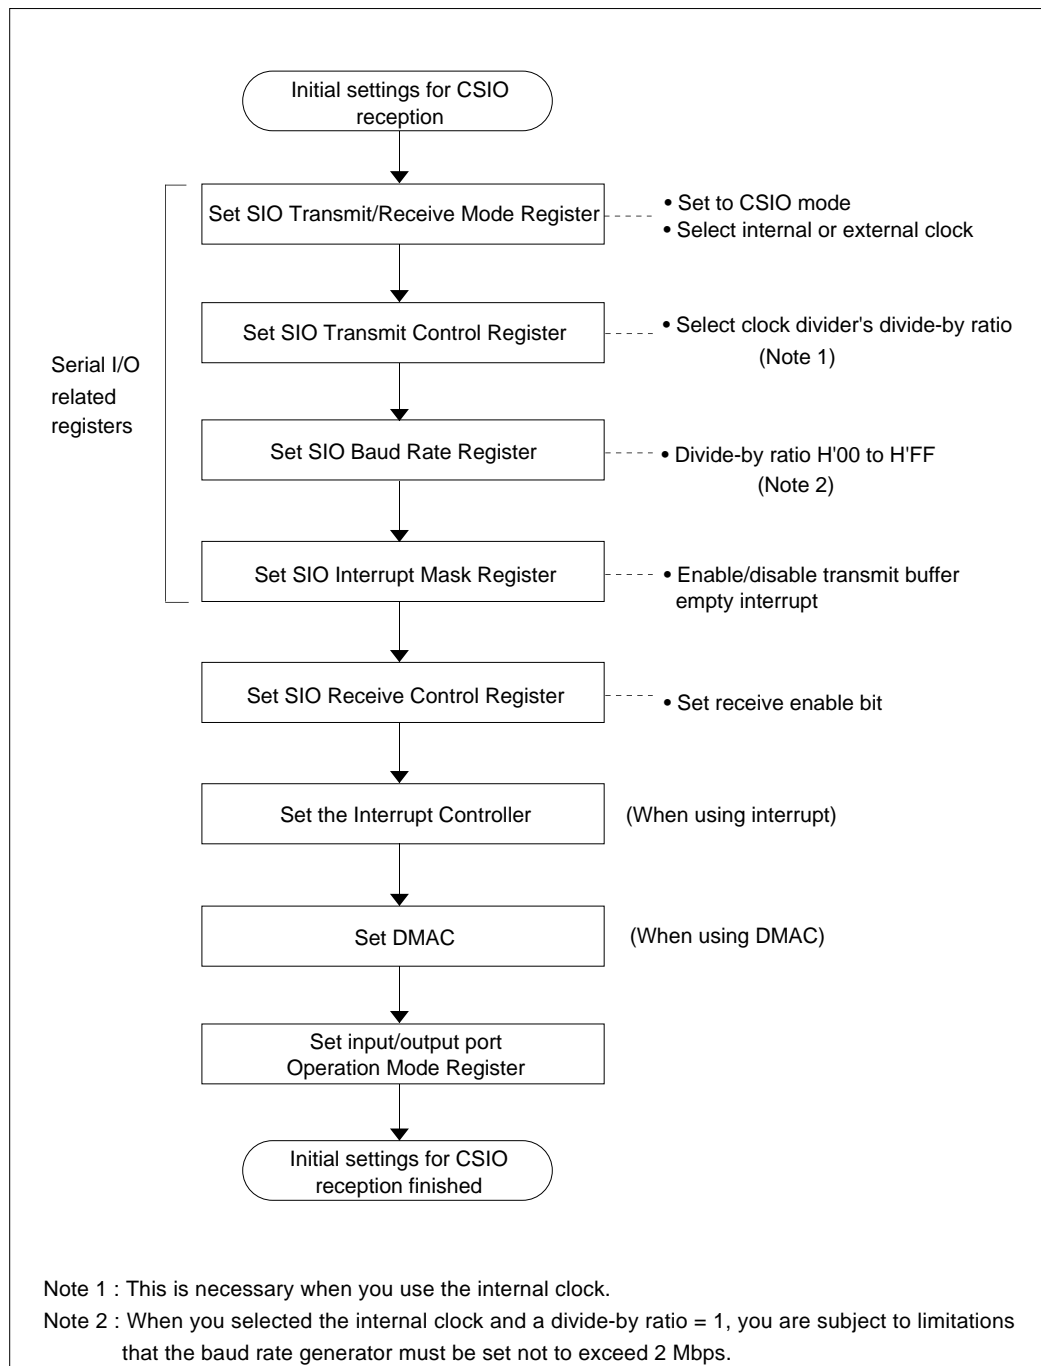 Initial settings for CSIO
reception
Set SIO Transmit/Receive Mode Register
• Set to CSIO mode
• Select internal or external clock
Set SIO Transmit Control Register
• Select clock divider's divide-by ratio
(Note 1)
Serial I/O
related
registers
Set SIO Baud Rate Register
• Divide-by ratio H'00 to H'FF
(Note 2)
Set SIO Interrupt Mask Register
• Enable/disable transmit buffer
empty interrupt
Set SIO Receive Control Register
• Set receive enable bit
Set the Interrupt Controller
(When using interrupt)
Set DMAC
(When using DMAC)
Set input/output port
Operation Mode Register
Initial settings for CSIO
reception finished
Note 1 : This is necessary when you use the internal clock.
Note 2 : When you selected the internal clock and a divide-by ratio = 1, you are subject to limitations
that the baud rate generator must be set not to exceed 2 Mbps.